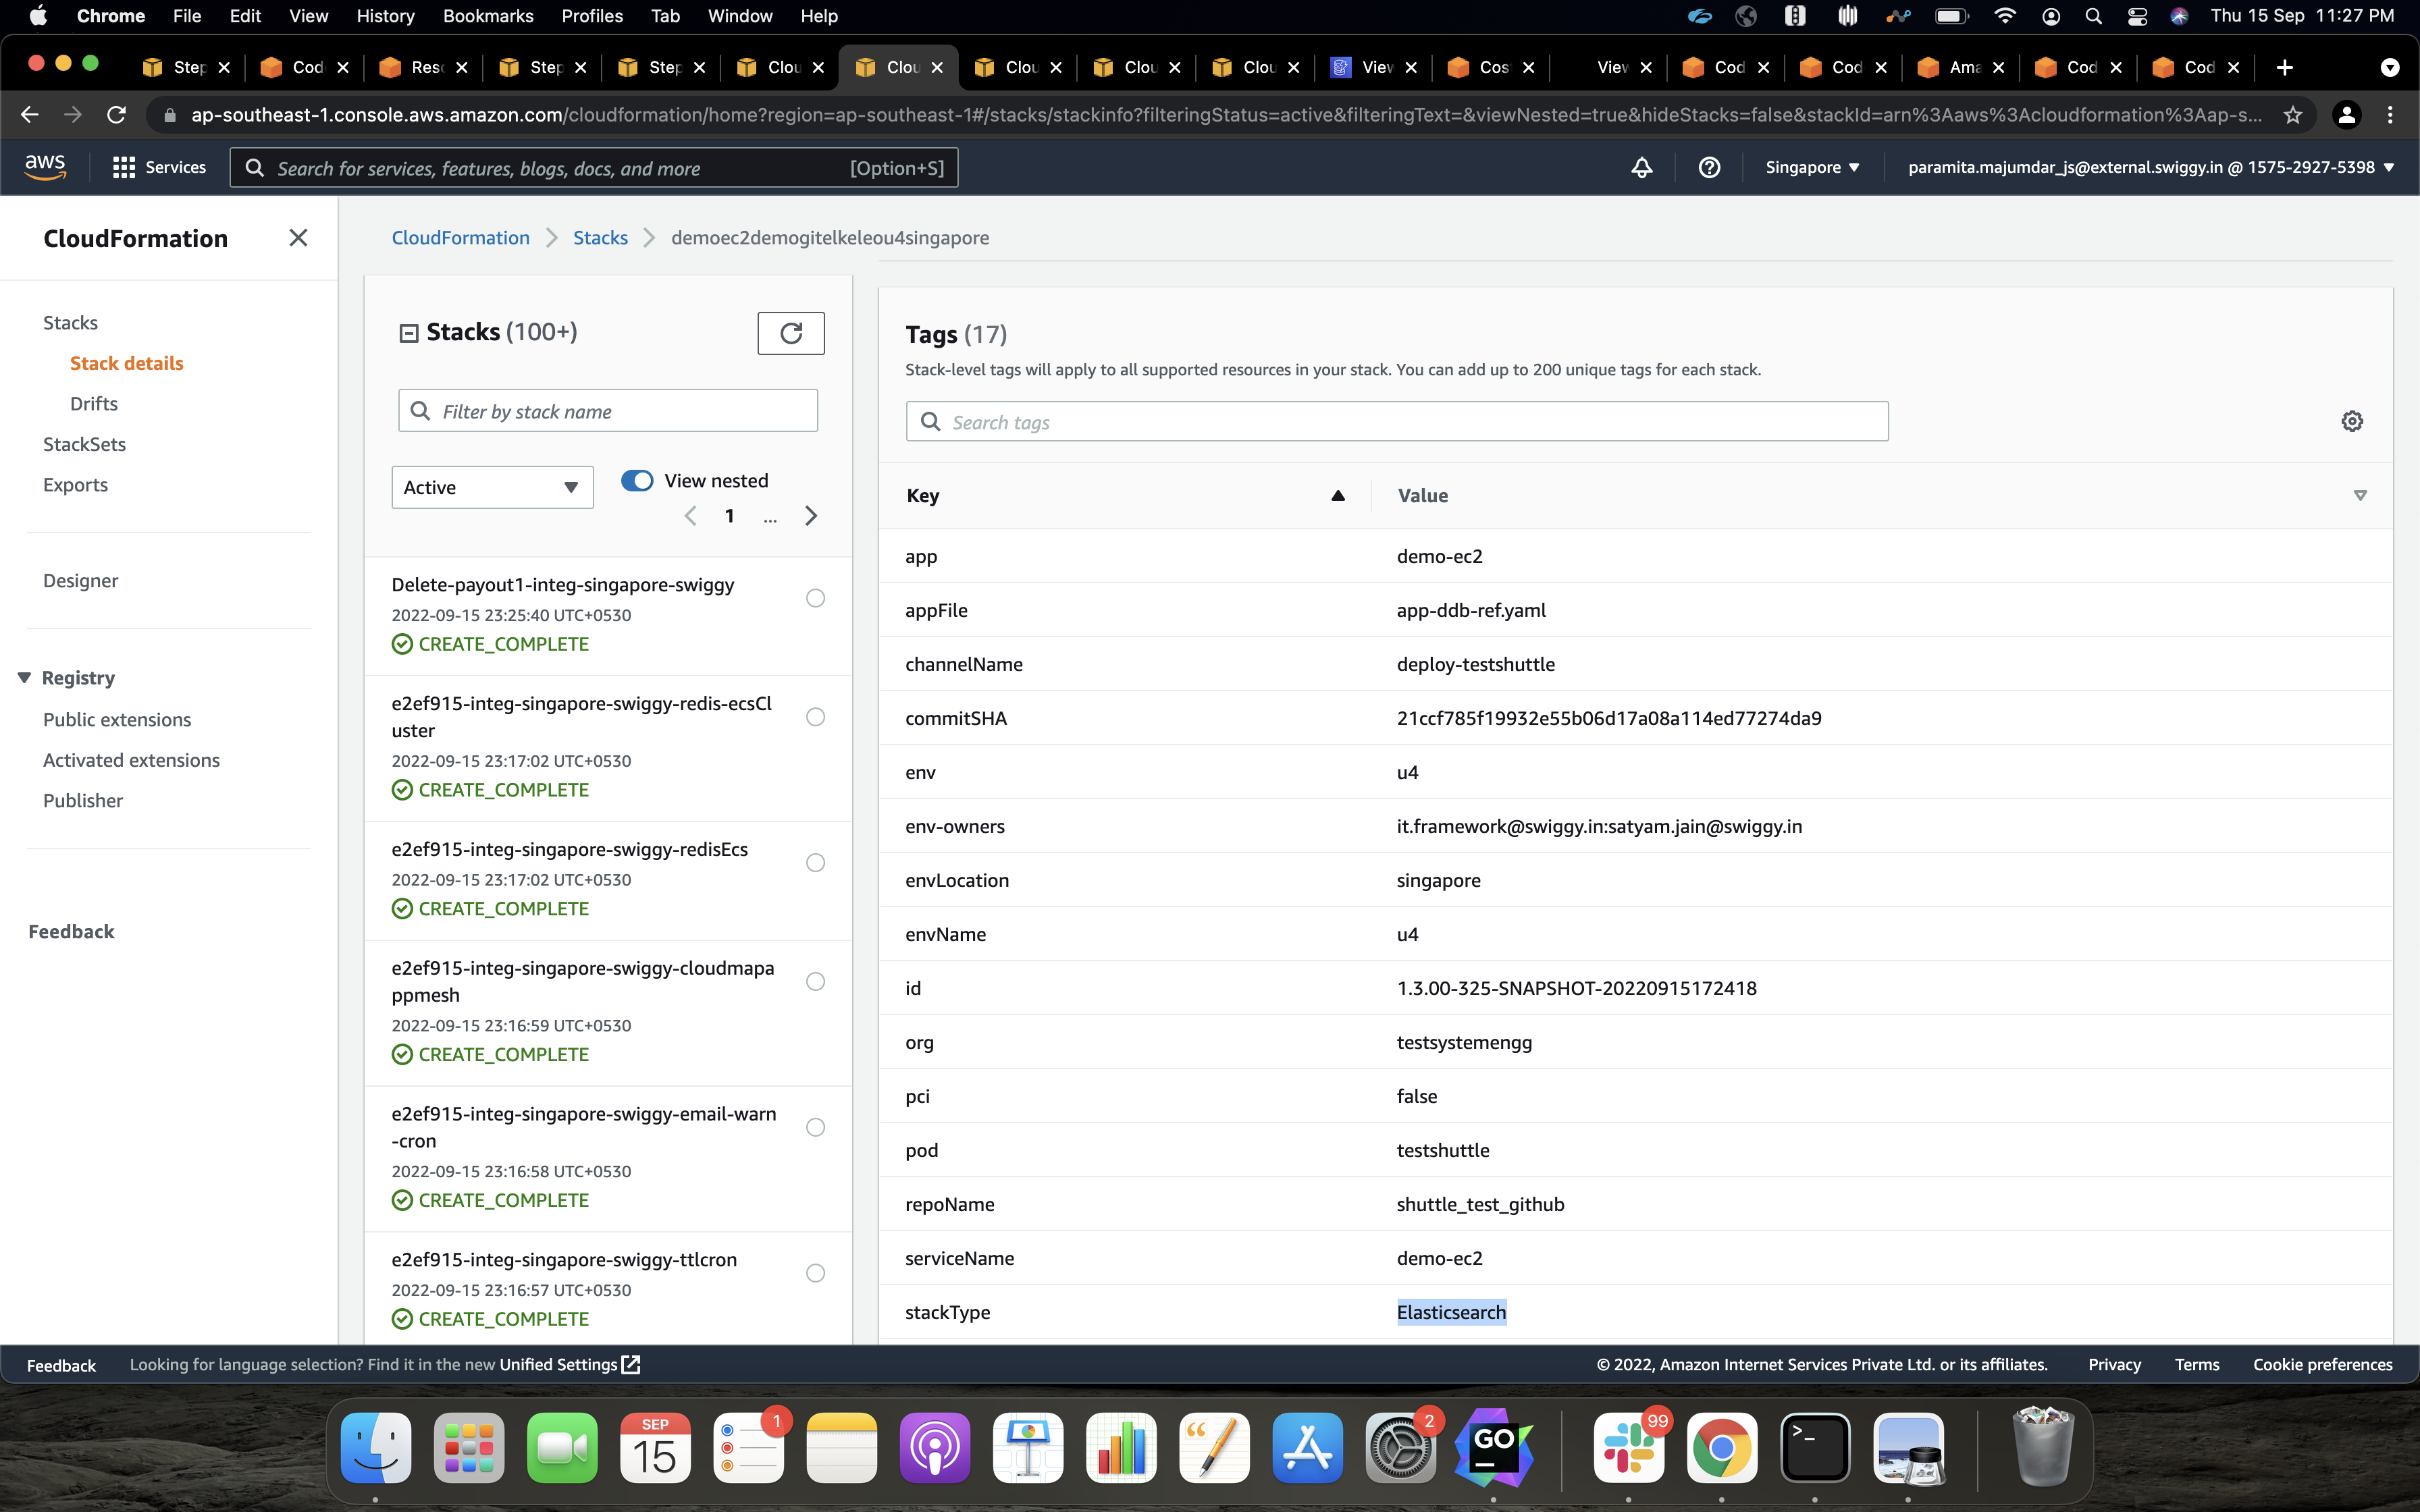 Chrome File Edit View History Bookmarks Profiles Tab Window Help Thu 15 Sep 11:27 PM
Step Cod Res Step Step Clou Clou Clou Clou Clou View Cos View Cod Cod Ama Cod Cod
ap-southeast-1.console.aws.amazon.com/cloudformation/home?region=ap-southeast-1#/stacks/stackinfo?filteringStatus=active&filteringText=&viewNested=true&hideStacks=false&stackId=arn%3Aaws%3Acloudformation%3Aap-s...
aws Services Search for services, features, blogs, docs, and more [Option+S] Singapore paramita.majumdar_js@external.swiggy.in @ 1575-2927-5398
CloudFormation
Stacks
Stack details
Drifts
StackSets
Exports
Designer
Registry
Public extensions
Activated extensions
Publisher
Feedback
CloudFormation Stacks demoec2demogitelkeleou4singapore
Stacks (100+)
Filter by stack name
Active View nested
1 ...
Delete-payout1-integ-singapore-swiggy
2022-09-15 23:25:40 UTC+0530
CREATE_COMPLETE
e2ef915-integ-singapore-swiggy-redis-ecsCl
uster
2022-09-15 23:17:02 UTC+0530
CREATE_COMPLETE
e2ef915-integ-singapore-swiggy-redisEcs
2022-09-15 23:17:02 UTC+0530
CREATE_COMPLETE
e2ef915-integ-singapore-swiggy-cloudmapa
ppmesh
2022-09-15 23:16:59 UTC+0530
CREATE_COMPLETE
e2ef915-integ-singapore-swiggy-email-warn
-cron
2022-09-15 23:16:58 UTC+0530
CREATE_COMPLETE
e2ef915-integ-singapore-swiggy-ttlcron
2022-09-15 23:16:57 UTC+0530
CREATE_COMPLETE
Tags (17)
Stack-level tags will apply to all supported resources in your stack. You can add up to 200 unique tags for each stack.
Search tags
Key Value
app demo-ec2
appFile app-ddb-ref.yaml
channelName deploy-testshuttle
commitSHA 21ccf785f19932e55b06d17a08a114ed77274da9
env u4
env-owners it.framework@swiggy.in:satyam.jain@swiggy.in
envLocation singapore
envName u4
id 1.3.00-325-SNAPSHOT-20220915172418
org testsystemengg
pci false
pod testshuttle
repoName shuttle_test_github
serviceName demo-ec2
stackType Elasticsearch
Feedback Looking for language selection? Find it in the new Unified Settings © 2022, Amazon Internet Services Private Ltd. or its affiliates. Privacy Terms Cookie preferences
SEP
15
1
2
GO
99
>_